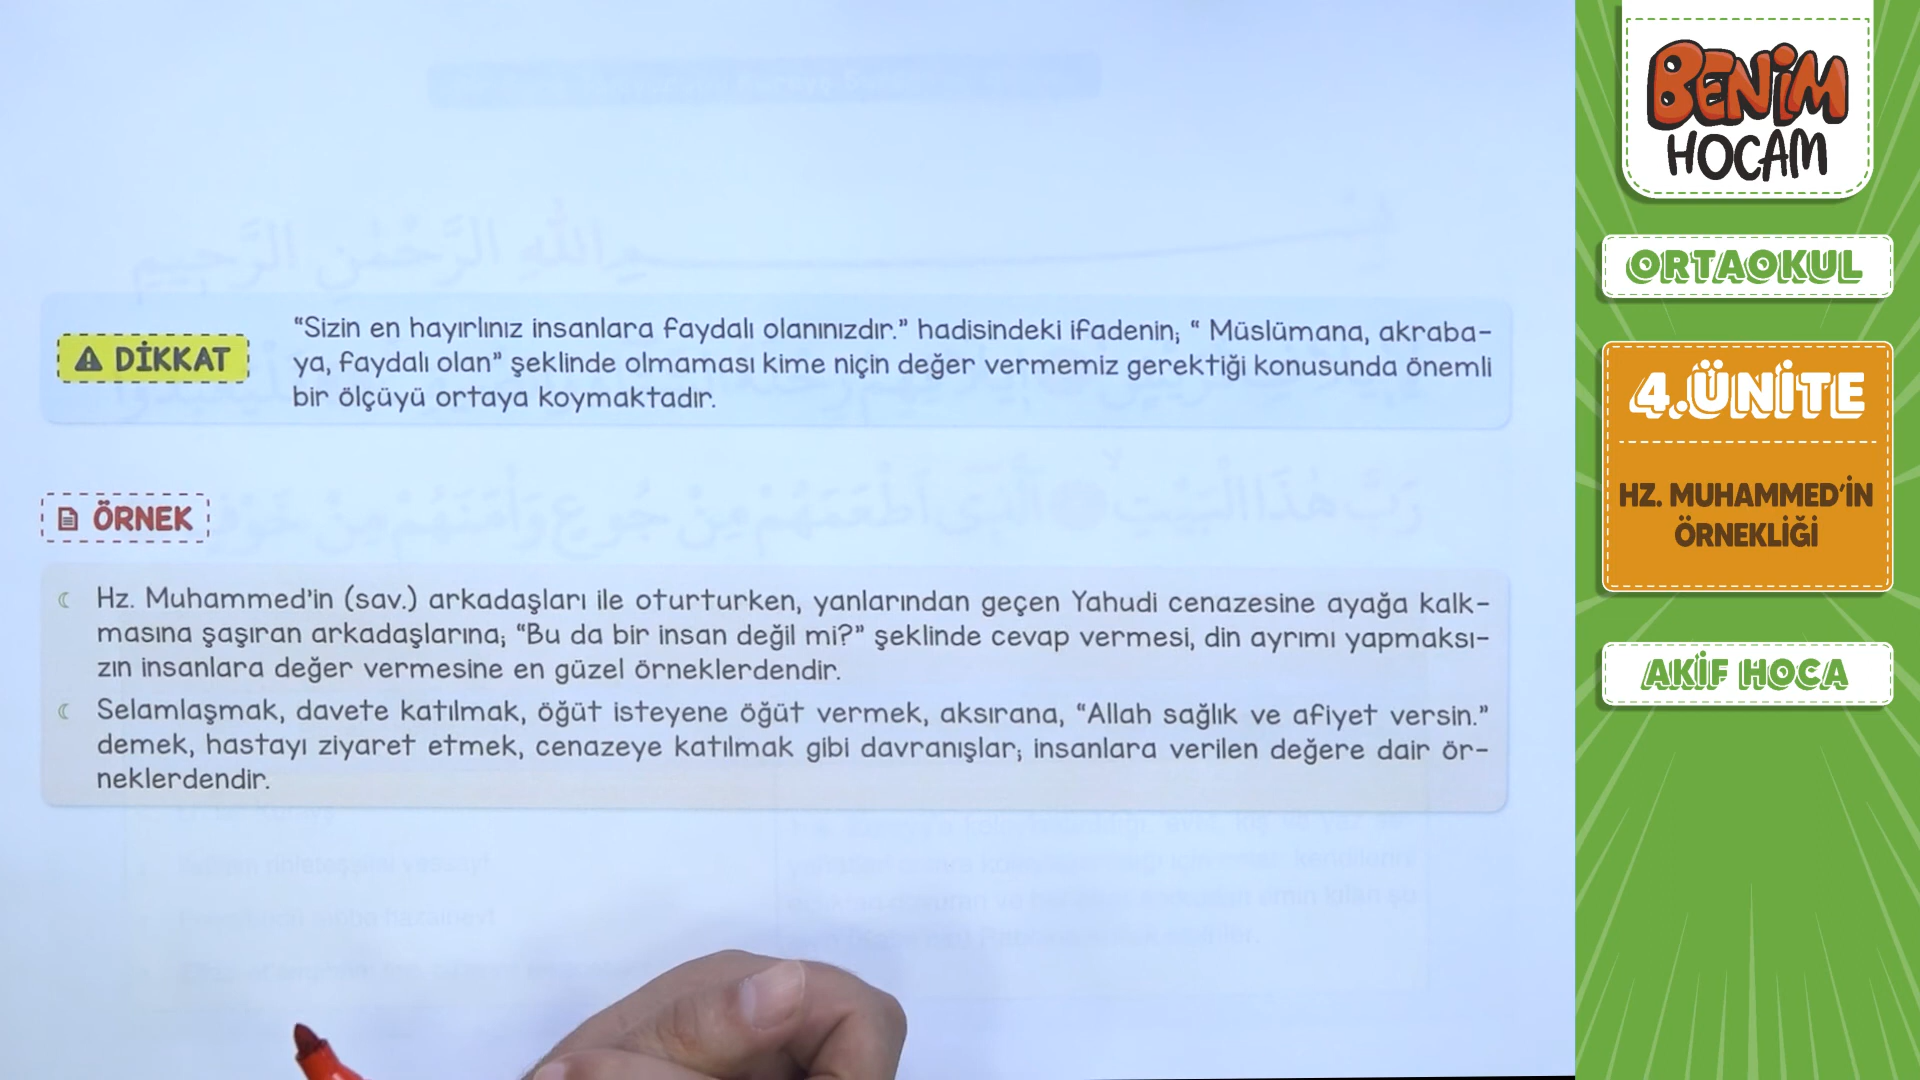 DİKKAT
“Sizin en hayırlınız insanlara faydalı olanınızdır.” hadisindeki ifadenin; “ Müslümana, akraba-
ya, faydalı olan” şeklinde olmaması kime niçin değer vermemiz gerektiği konusunda önemli
bir ölçüyü ortaya koymaktadır.
ÖRNEK
Hz. Muhammed’in (sav.) arkadaşları ile oturturken, yanlarından geçen Yahudi cenazesine ayağa kalk-
masına şaşıran arkadaşlarına; “Bu da bir insan değil mi?” şeklinde cevap vermesi, din ayrımı yapmaksı-
zın insanlara değer vermesine en güzel örneklerdendir.
Selamlaşmak, davete katılmak, öğüt isteyene öğüt vermek, aksırana, “Allah sağlık ve afiyet versin.”
demek, hastayı ziyaret etmek, cenazeye katılmak gibi davranışlar; insanlara verilen değere dair ör-
neklerdendir.
BENİM
HOCAM
ORTAOKUL
4.ÜNİTE
HZ. MUHAMMED’İN
ÖRNEKLİĞİ
AKİF HOCA